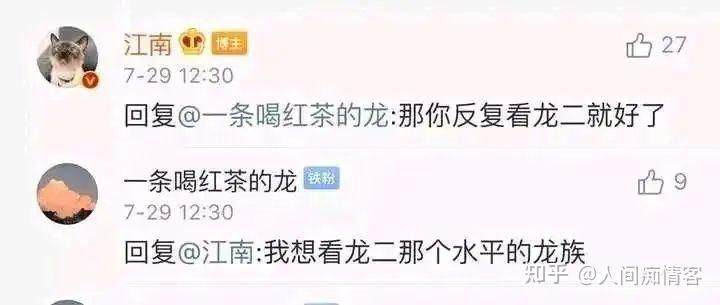 江南 博主 27
7-29 12:30
回复@一条喝红茶的龙:那你反复看龙二就好了
一条喝红茶的龙 铁粉 9
7-29 12:30
回复@江南:我想看龙二那个水平的龙族
知乎 @人间痴情客